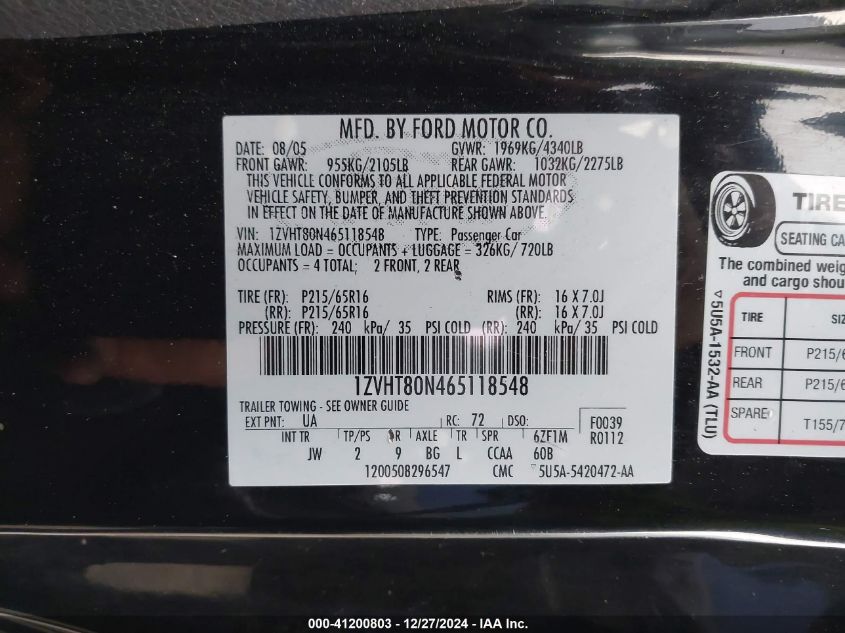 MFD. BY FORD MOTOR CO.
DATE: 08/05 GVWR: 1969KG/4340LB
FRONT GAWR: 955KG/2105LB REAR GAWR: 1032KG/2275LB
THIS VEHICLE CONFORMS TO ALL APPLICABLE FEDERAL MOTOR
VEHICLE SAFETY, BUMPER, AND THEFT PREVENTION STANDARDS
IN EFFECT ON THE DATE OF MANUFACTURE SHOWN ABOVE.
VIN: 1ZVHT80N465118548 TYPE: Passenger Car
MAXIMUM LOAD = OCCUPANTS + LUGGAGE = 326KG/ 720LB
OCCUPANTS = 4 TOTAL; 2 FRONT, 2 REAR
TIRE (FR): P215/65R16 RIMS (FR): 16 X 7.0J
(RR): P215/65R16 (RR): 16 X 7.0J
PRESSURE (FR): 240 kPa/ 35 PSI COLD (RR): 240 kPa/ 35 PSI COLD
1ZVHT80N465118548
TRAILER TOWING - SEE OWNER GUIDE
EXT PNT: UA RC: 72 DSO: F0039
INT TR TP/PS R AXLE TR SPR 6ZF1M R0112
JW 2 9 BG L CCAA 60B
1200508296547 CMC ▽5U5A-5420472-AA
TIRE
SEATING CA
The combined weig
and cargo shou
TIRE SIZ
FRONT P215/6
REAR P215/6
SPARE T155/7
▽5U5A-1532-AA (TLU)
000-41200803 - 12/27/2024 - IAA Inc.